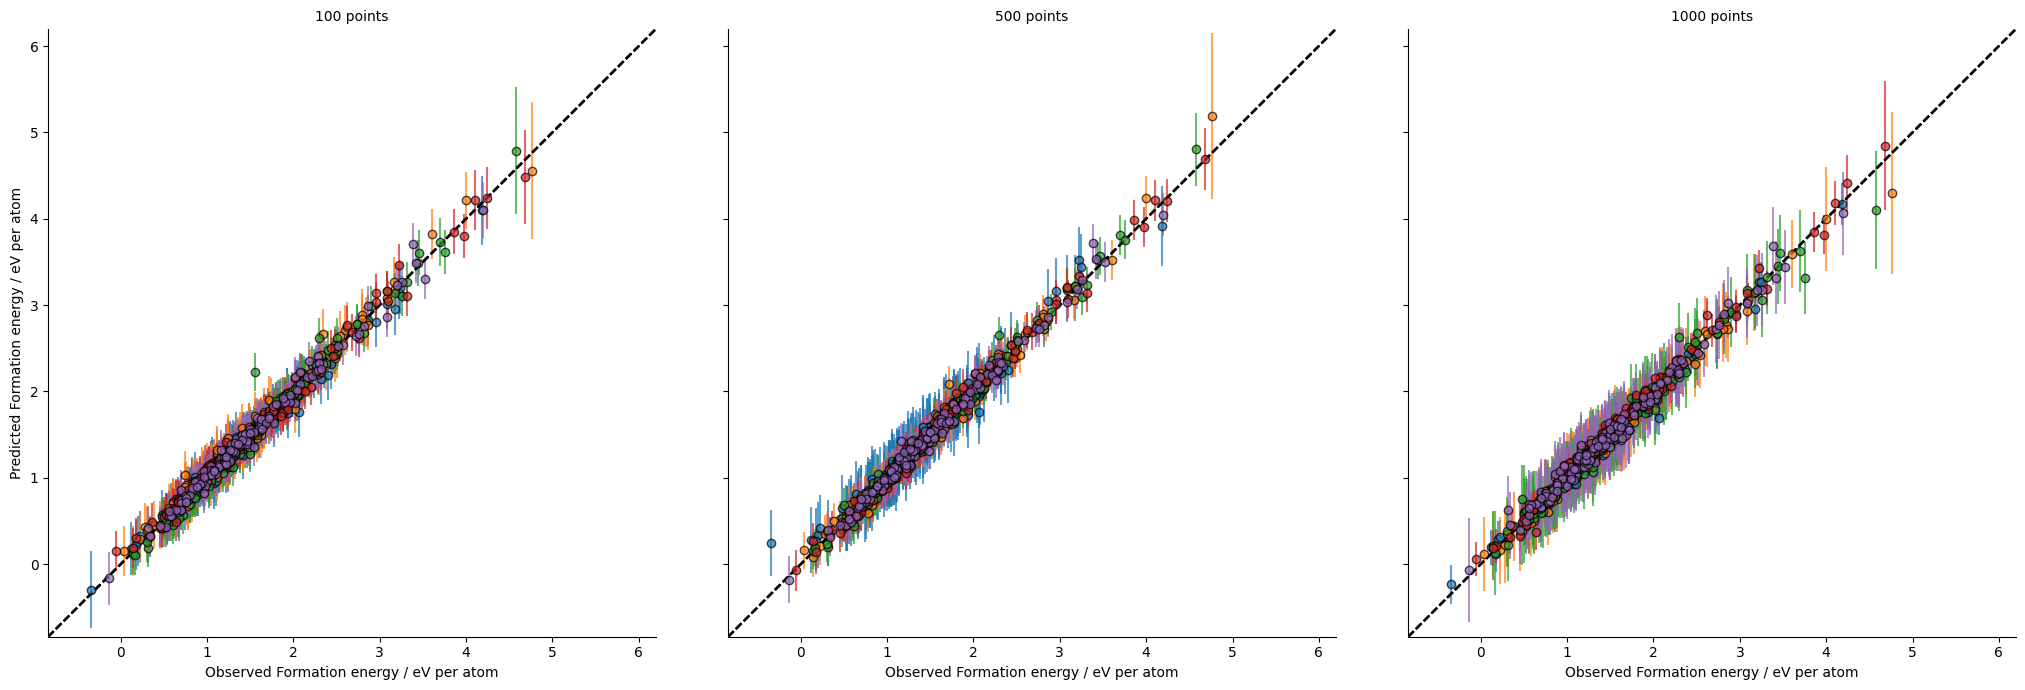 100 points
500 points
1000 points
Predicted Formation energy / eV per atom
6
5
4
3
2
1
0
0 1 2 3 4 5 6
0 1 2 3 4 5 6
0 1 2 3 4 5 6
Observed Formation energy / eV per atom
Observed Formation energy / eV per atom
Observed Formation energy / eV per atom